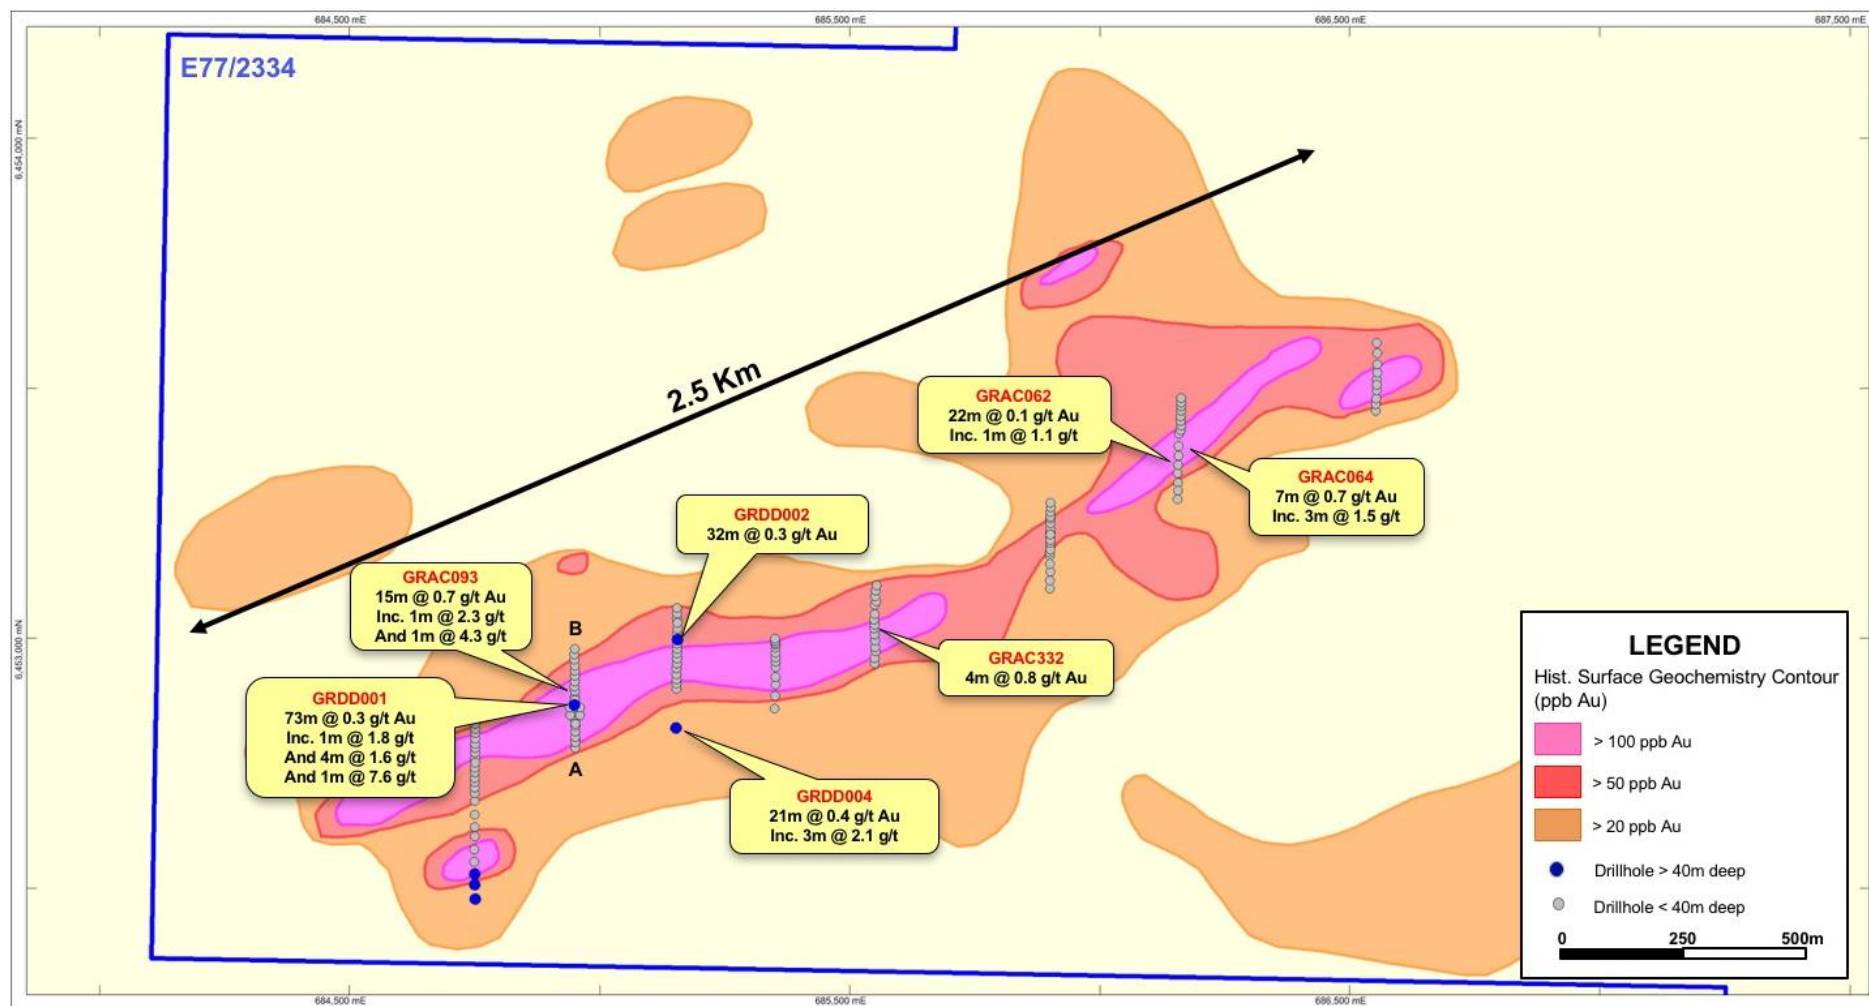 684,500 mE
685,500 mE
686,500 mE
687,500 mE
E77/2334
6,454,000 mN
2.5 Km
GRAC062
22m @ 0.1 g/t Au
Inc. 1m @ 1.1 g/t
GRAC064
7m @ 0.7 g/t Au
Inc. 3m @ 1.5 g/t
GRDD002
32m @ 0.3 g/t Au
GRAC093
15m @ 0.7 g/t Au
Inc. 1m @ 2.3 g/t
And 1m @ 4.3 g/t
B
6,453,000 mN
GRAC332
4m @ 0.8 g/t Au
GRDD001
73m @ 0.3 g/t Au
Inc. 1m @ 1.8 g/t
And 4m @ 1.6 g/t
And 1m @ 7.6 g/t
A
GRDD004
21m @ 0.4 g/t Au
Inc. 3m @ 2.1 g/t
LEGEND
Hist. Surface Geochemistry Contour
(ppb Au)
> 100 ppb Au
> 50 ppb Au
> 20 ppb Au
Drillhole > 40m deep
Drillhole < 40m deep
0 250 500m
684,500 mE
685,500 mE
686,500 mE